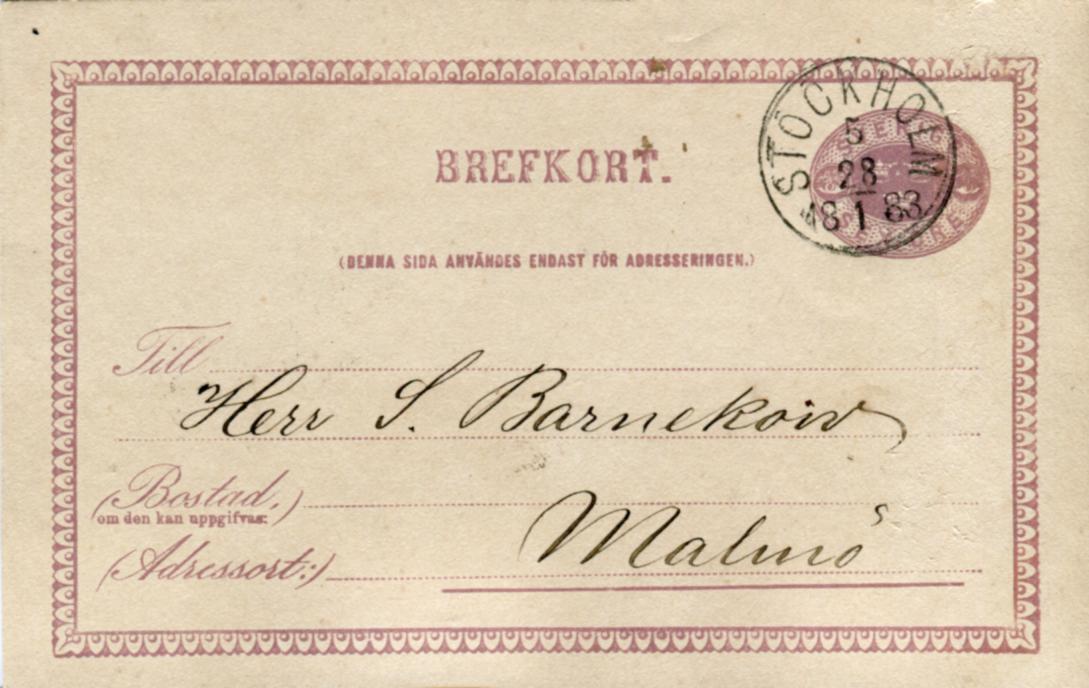 BREFKORT.
STOCKHOLM
5
28
18 1 83
SVERIGE
(DENNA SIDA ANVÄNDES ENDAST FÖR ADRESSERINGEN.)
Till
Herr S. Barnekow
(Bostad,)
om den kan uppgifvas:
Malmö
(Adressort:)